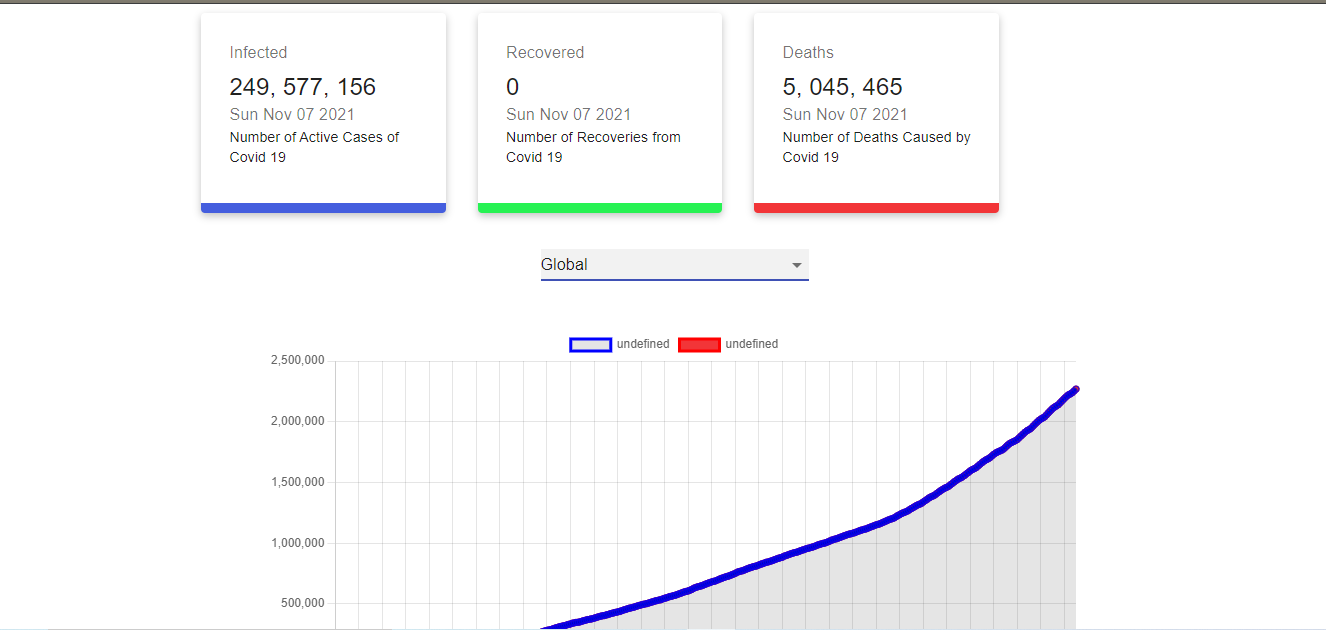 Infected
249, 577, 156
Sun Nov 07 2021
Number of Active Cases of
Covid 19
Recovered
0
Sun Nov 07 2021
Number of Recoveries from
Covid 19
Deaths
5, 045, 465
Sun Nov 07 2021
Number of Deaths Caused by
Covid 19
Global
undefined undefined
2,500,000
2,000,000
1,500,000
1,000,000
500,000